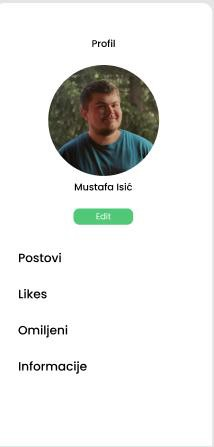 Profil
Mustafa Isić
Edit
Postovi
Likes
Omiljeni
Informacije